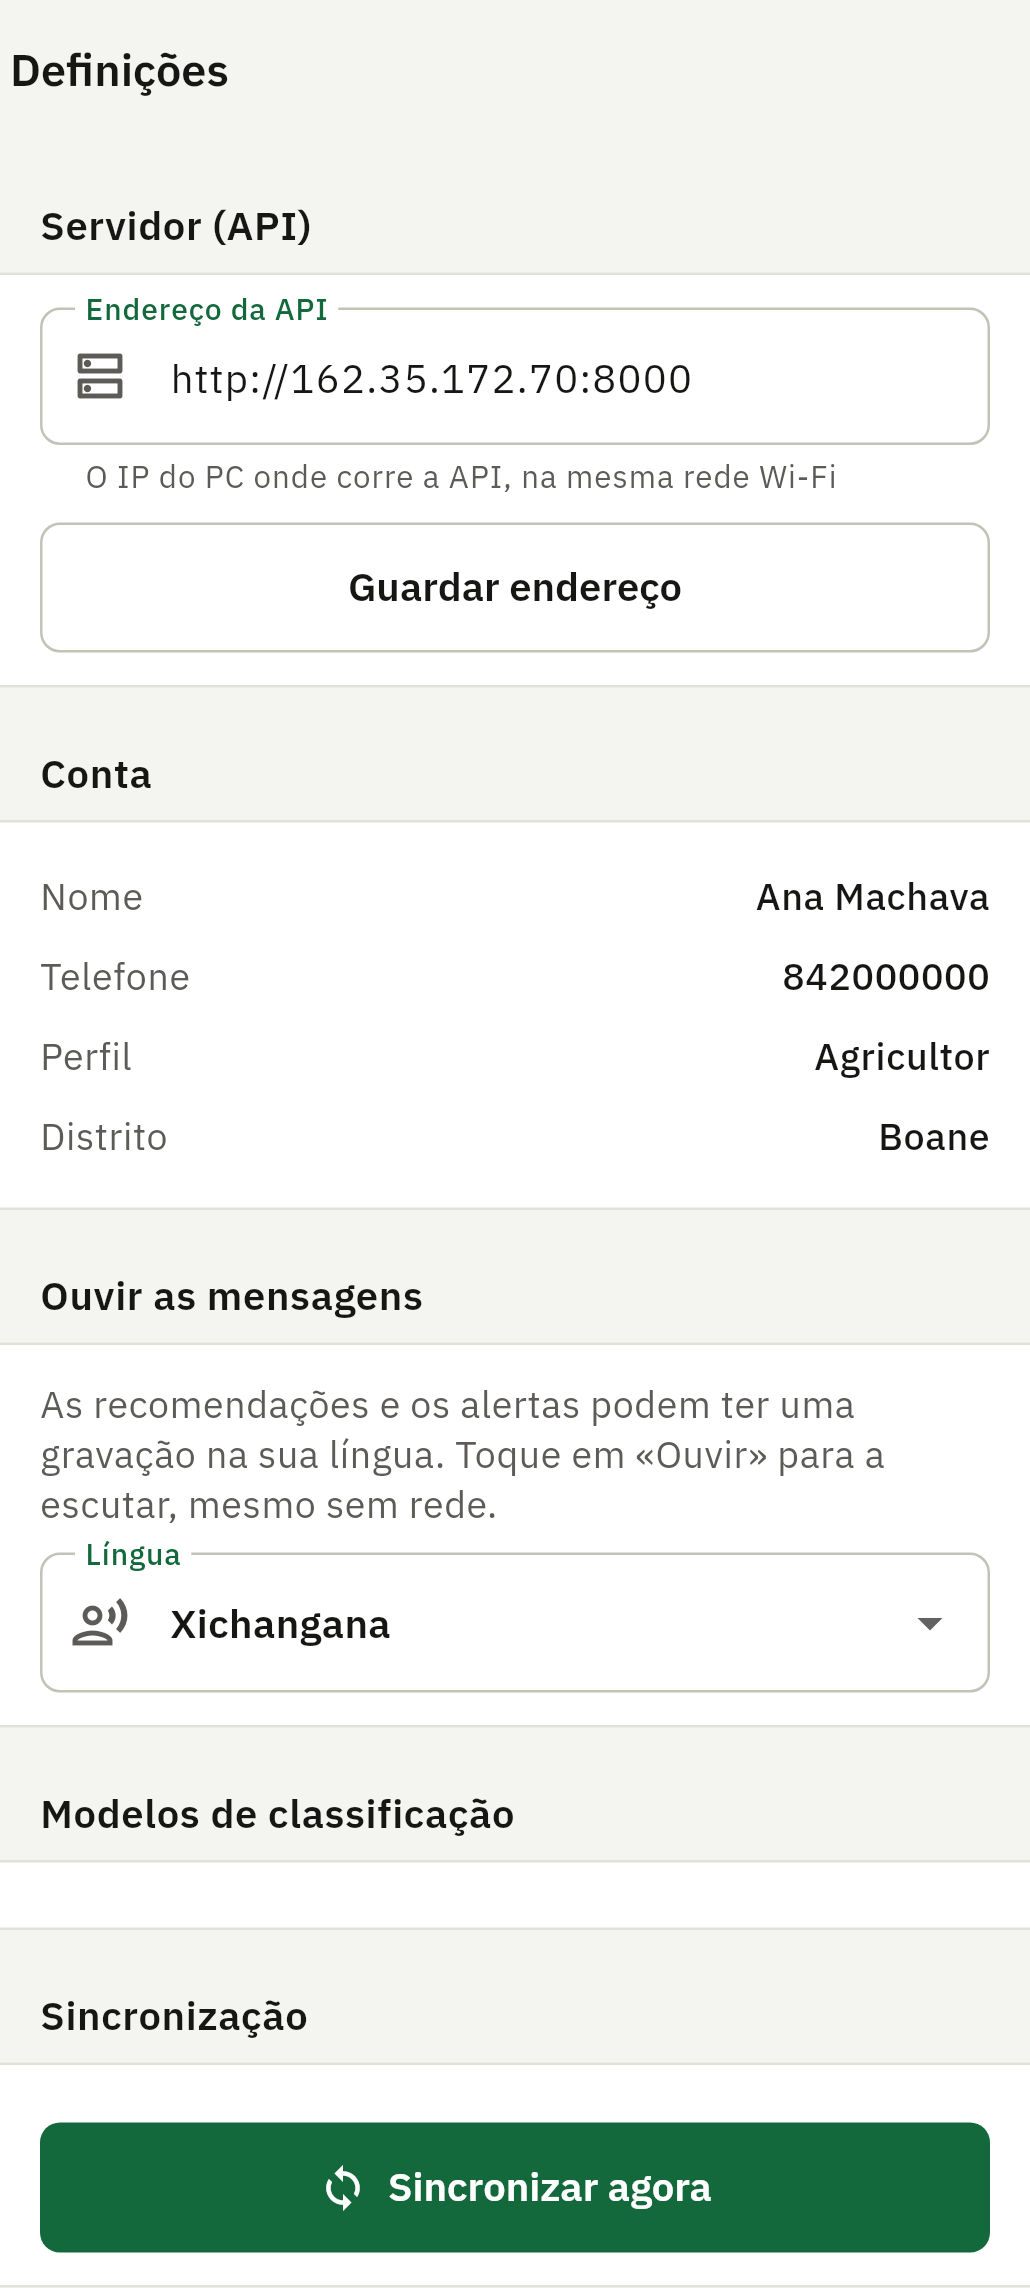 Definições
Servidor (API)
Endereço da API
http://162.35.172.70:8000
O IP do PC onde corre a API, na mesma rede Wi-Fi
Guardar endereço
Conta
Nome Ana Machava
Telefone 842000000
Perfil Agricultor
Distrito Boane
Ouvir as mensagens
As recomendações e os alertas podem ter uma
gravação na sua língua. Toque em «Ouvir» para a
escutar, mesmo sem rede.
Língua
Xichangana
Modelos de classificação
Sincronização
Sincronizar agora